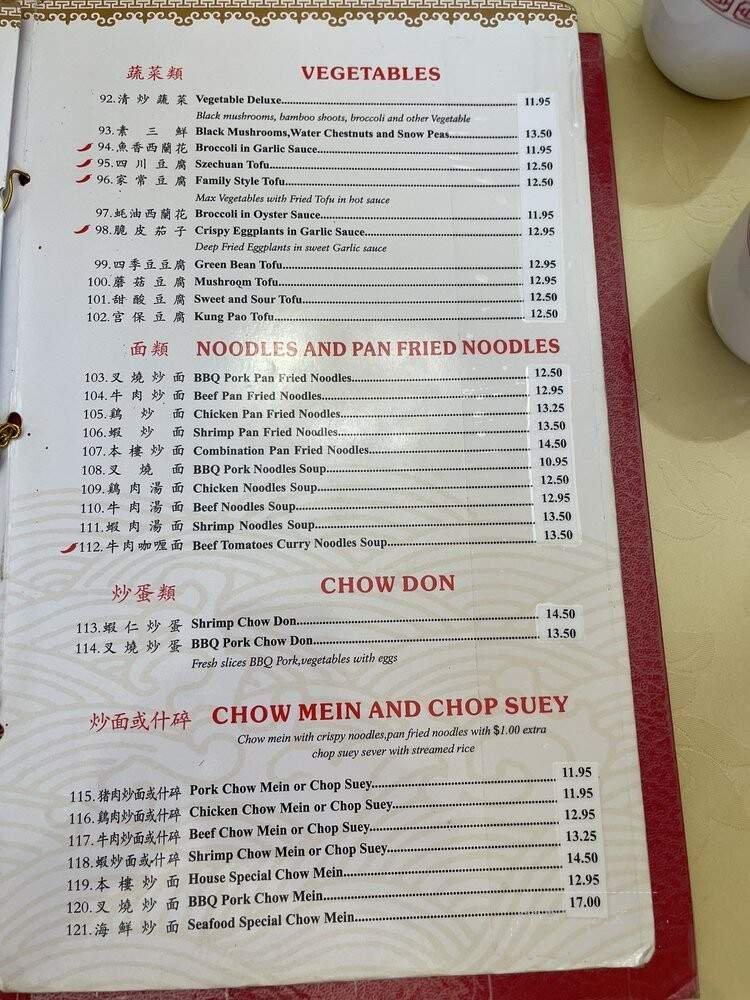 蔬菜類 VEGETABLES
92.清炒蔬菜 Vegetable Deluxe 11.95
Black mushrooms, bamboo shoots, broccoli and other Vegetable
93.素三鮮 Black Mushrooms,Water Chestnuts and Snow Peas 13.50
94.魚香西蘭花 Broccoli in Garlic Sauce 11.95
95.四川豆腐 Szechuan Tofu 12.50
96.家常豆腐 Family Style Tofu 12.50
Max Vegetables with Fried Tofu in hot sauce
97.蚝油西蘭花 Broccoli in Oyster Sauce 11.95
98.脆皮茄子 Crispy Eggplants in Garlic Sauce 12.95
Deep Fried Eggplants in sweet Garlic sauce
99.四季豆豆腐 Green Bean Tofu 12.95
100.蘑菇豆腐 Mushroom Tofu 12.95
101.甜酸豆腐 Sweet and Sour Tofu 12.50
102.宫保豆腐 Kung Pao Tofu 12.50
面類 NOODLES AND PAN FRIED NOODLES
103.叉燒炒面 BBQ Pork Pan Fried Noodles 12.50
104.牛肉炒面 Beef Pan Fried Noodles 12.95
105.鷄炒面 Chicken Pan Fried Noodles 13.25
106.蝦炒面 Shrimp Pan Fried Noodles 13.50
107.本樓炒面 Combination Pan Fried Noodles 14.50
108.叉燒面 BBQ Pork Noodles Soup 10.95
109.鷄肉湯面 Chicken Noodles Soup 12.50
110.牛肉湯面 Beef Noodles Soup 12.95
111.蝦肉湯面 Shrimp Noodles Soup 13.50
112.牛肉咖喱面 Beef Tomatoes Curry Noodles Soup 13.50
炒蛋類 CHOW DON
113.蝦仁炒蛋 Shrimp Chow Don 14.50
114.叉燒炒蛋 BBQ Pork Chow Don 13.50
Fresh slices BBQ Pork,vegetables with eggs
炒面或什碎 CHOW MEIN AND CHOP SUEY
Chow mein with crispy noodles,pan fried noodles with $1.00 extra
chop suey sever with streamed rice
115.猪肉炒面或什碎 Pork Chow Mein or Chop Suey 11.95
116.鷄肉炒面或什碎 Chicken Chow Mein or Chop Suey 11.95
117.牛肉炒面或什碎 Beef Chow Mein or Chop Suey 12.95
118.蝦炒面或什碎 Shrimp Chow Mein or Chop Suey 13.25
119.本樓炒面 House Special Chow Mein 14.50
120.叉燒炒面 BBQ Pork Chow Mein 12.95
121.海鮮炒面 Seafood Special Chow Mein 17.00